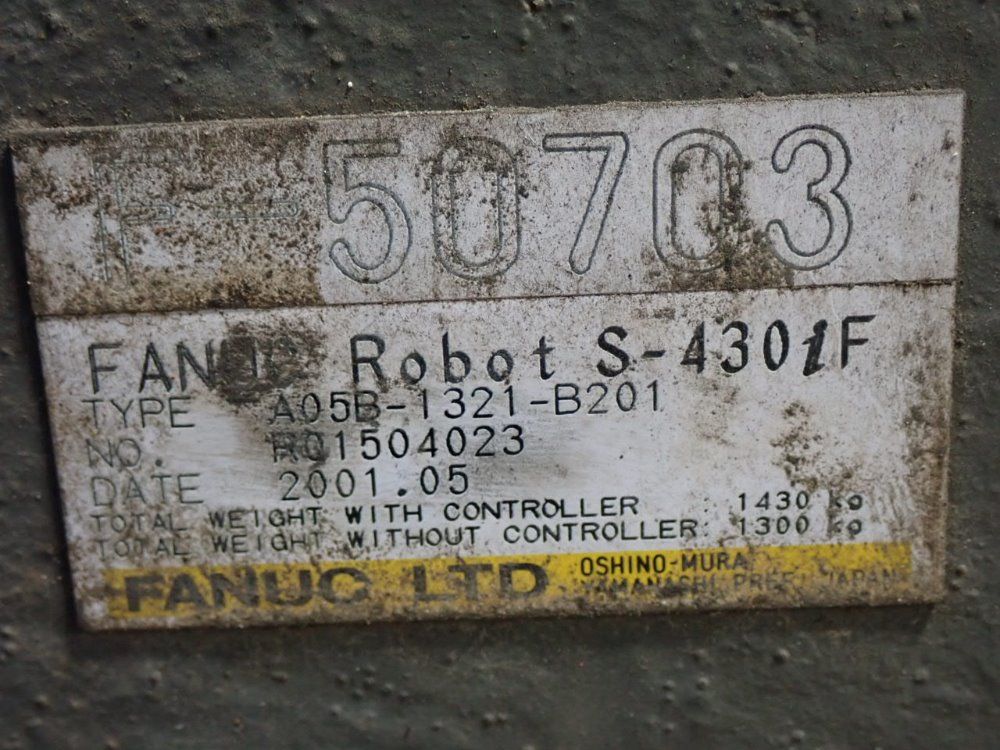 F-50703
FANUC Robot S-430iF
TYPE A05B-1321-B201
NO. R01504023
DATE 2001.05
TOTAL WEIGHT WITH CONTROLLER : 1430 kg
TOTAL WEIGHT WITHOUT CONTROLLER: 1300 kg
FANUC LTD OSHINO-MURA
YAMANASHI PREF. JAPAN